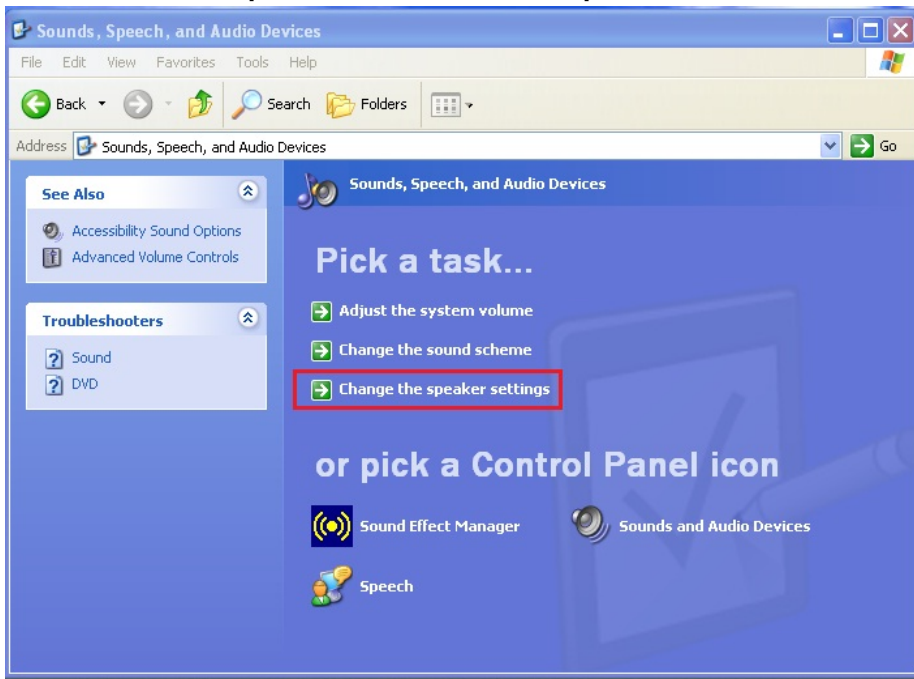 Sounds, Speech, and Audio Devices
File Edit View Favorites Tools Help
Back Search Folders
Address Sounds, Speech, and Audio Devices Go
See Also
Accessibility Sound Options
Advanced Volume Controls
Troubleshooters
Sound
DVD
Sounds, Speech, and Audio Devices
Pick a task...
Adjust the system volume
Change the sound scheme
Change the speaker settings
or pick a Control Panel icon
Sound Effect Manager
Sounds and Audio Devices
Speech